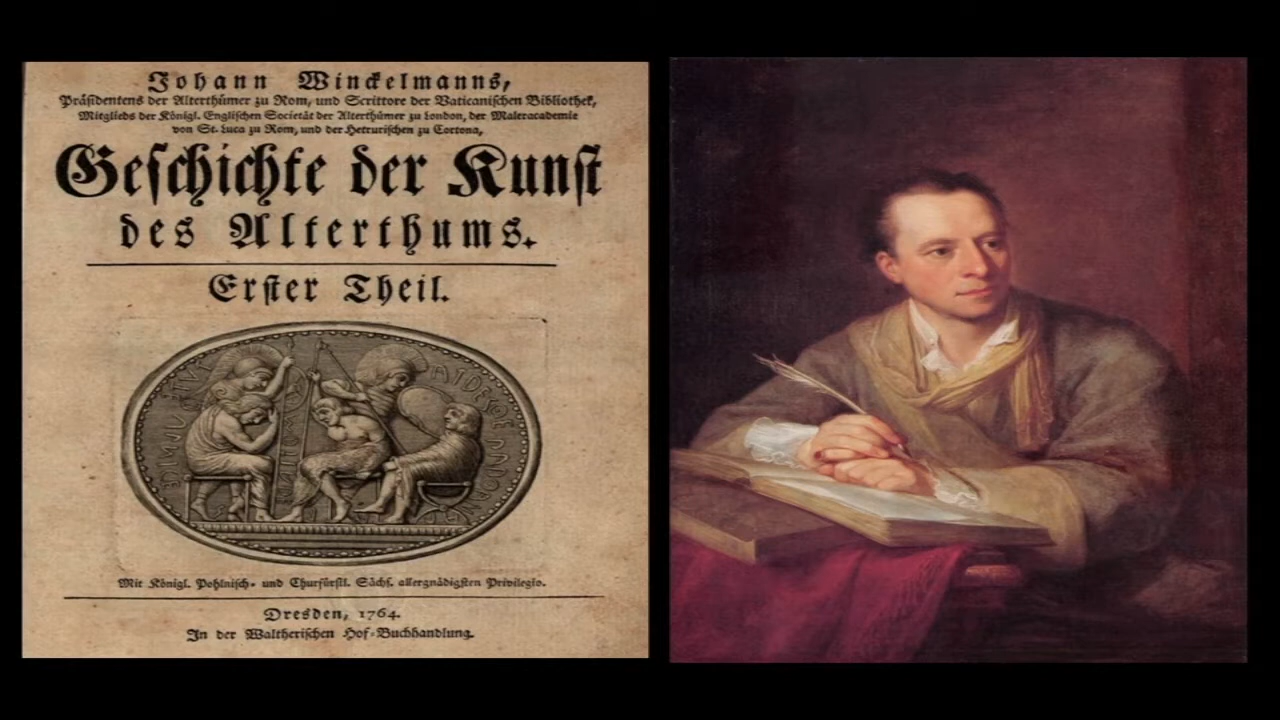 Johann Winckelmanns,
Präsidentens der Alterthümer zu Rom, und Scrittore der Vaticanischen Bibliothek,
Mitglieds der Königl. Englischen Societät der Alterthümer zu London, der Maleracademie
von St. Luca zu Rom, und der Hetrurischen zu Cortona,
Geschichte der Kunst
des Alterthums.
Erster Theil.
Mit Königl. Pohlnisch- und Churfürstl. Sächs. allergnädigsten Privilegio.
Dresden, 1764.
In der Waltherischen Hof-Buchhandlung.